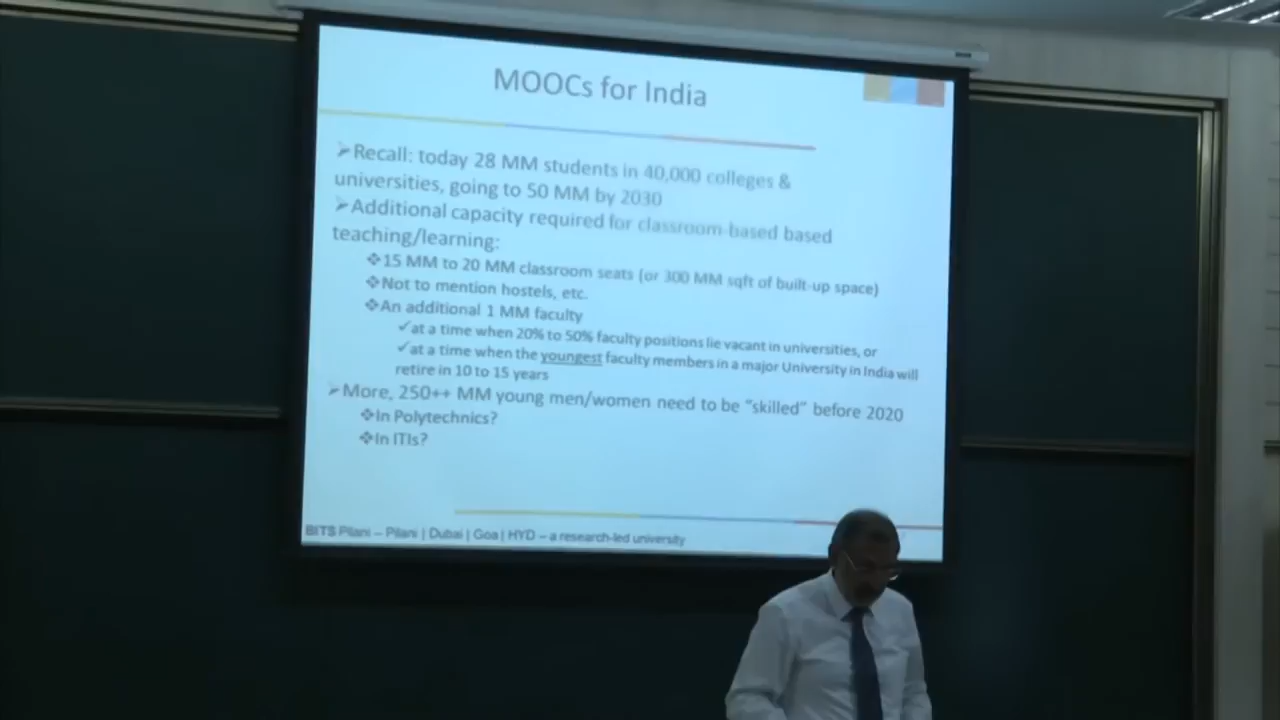 MOOCs for India
➢Recall: today 28 MM students in 40,000 colleges &
universities, going to 50 MM by 2030
➢Additional capacity required for classroom-based based
teaching/learning:
❖15 MM to 20 MM classroom seats (or 300 MM sqft of built-up space)
❖Not to mention hostels, etc.
❖An additional 1 MM faculty
✓at a time when 20% to 50% faculty positions lie vacant in universities, or
✓at a time when the youngest faculty members in a major University in India will
retire in 10 to 15 years
➢More, 250++ MM young men/women need to be "skilled" before 2020
❖In Polytechnics?
❖In ITIs?
BITS Pilani – Pilani | Dubai | Goa | HYD – a research-led university